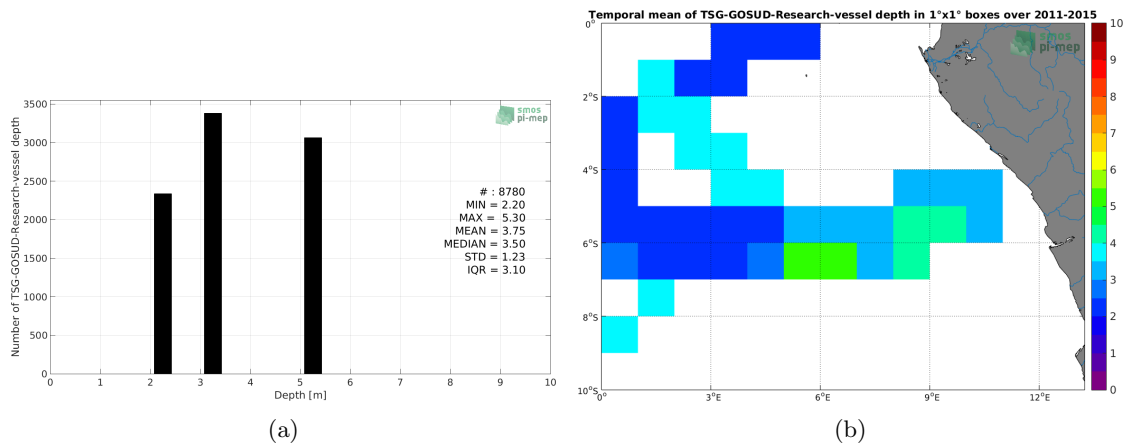 3500
3000
2500
2000
1500
1000
500
0
Number of TSG-GOSUD-Research-vessel depth
0 1 2 3 4 5 6 7 8 9 10
Depth [m]
smos
pi-mep
# : 8780
MIN = 2.20
MAX = 5.30
MEAN = 3.75
MEDIAN = 3.50
STD = 1.23
IQR = 3.10
(a)
Temporal mean of TSG-GOSUD-Research-vessel depth in 1°x1° boxes over 2011-2015
0°
2°S
4°S
6°S
8°S
10°S
0° 3°E 6°E 9°E 12°E
smos
pi-mep
10
9
8
7
6
5
4
3
2
1
0
(b)